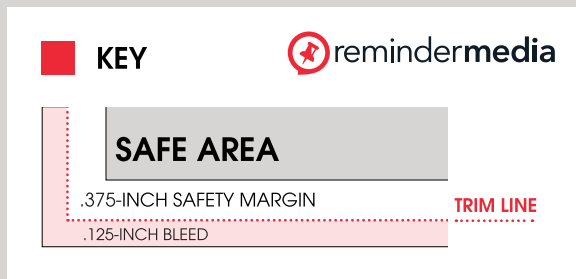 KEY
remindermedia
SAFE AREA
.375-INCH SAFETY MARGIN
TRIM LINE
.125-INCH BLEED